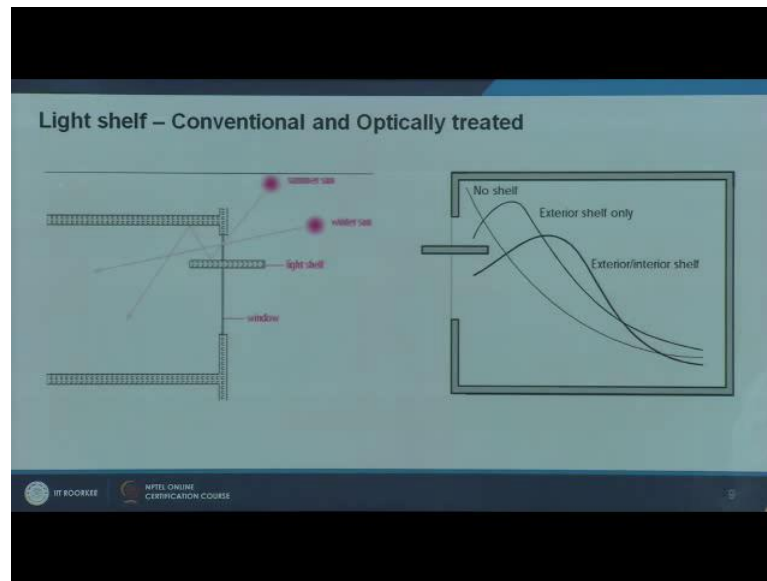 Light shelf – Conventional and Optically treated
summer sun
winter sun
light shelf
window
No shelf
Exterior shelf only
Exterior/interior shelf
IIT ROORKEE
NPTEL ONLINE
CERTIFICATION COURSE